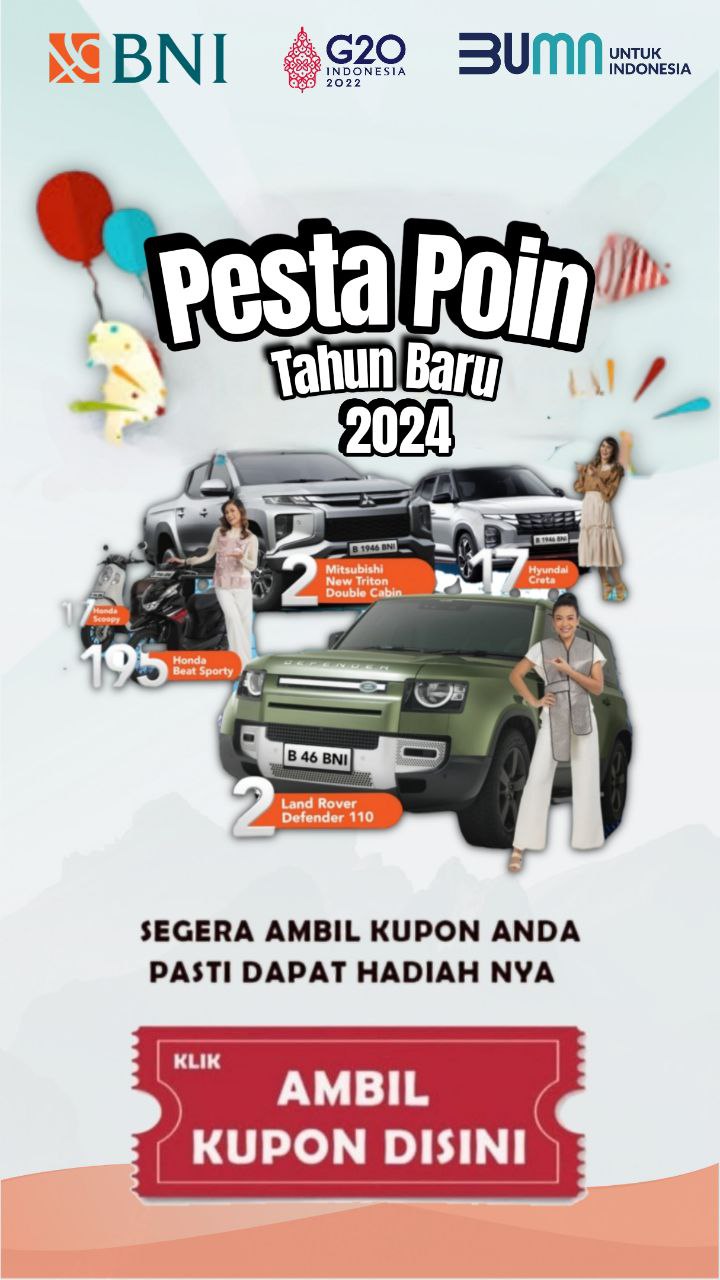 BNI
G20
INDONESIA
2022
BUMN
UNTUK
INDONESIA
Pesta Poin
Tahun Baru
2024
B 1946 BNI
B 1946 BNI
2
Mitsubishi
New Triton
Double Cabin
17
Hyundai
Creta
17
Honda
Scoopy
195
Honda
Beat Sporty
DEFENDER
B 46 BNI
2
Land Rover
Defender 110
SEGERA AMBIL KUPON ANDA
PASTI DAPAT HADIAH NYA
KLIK
AMBIL
KUPON DISINI